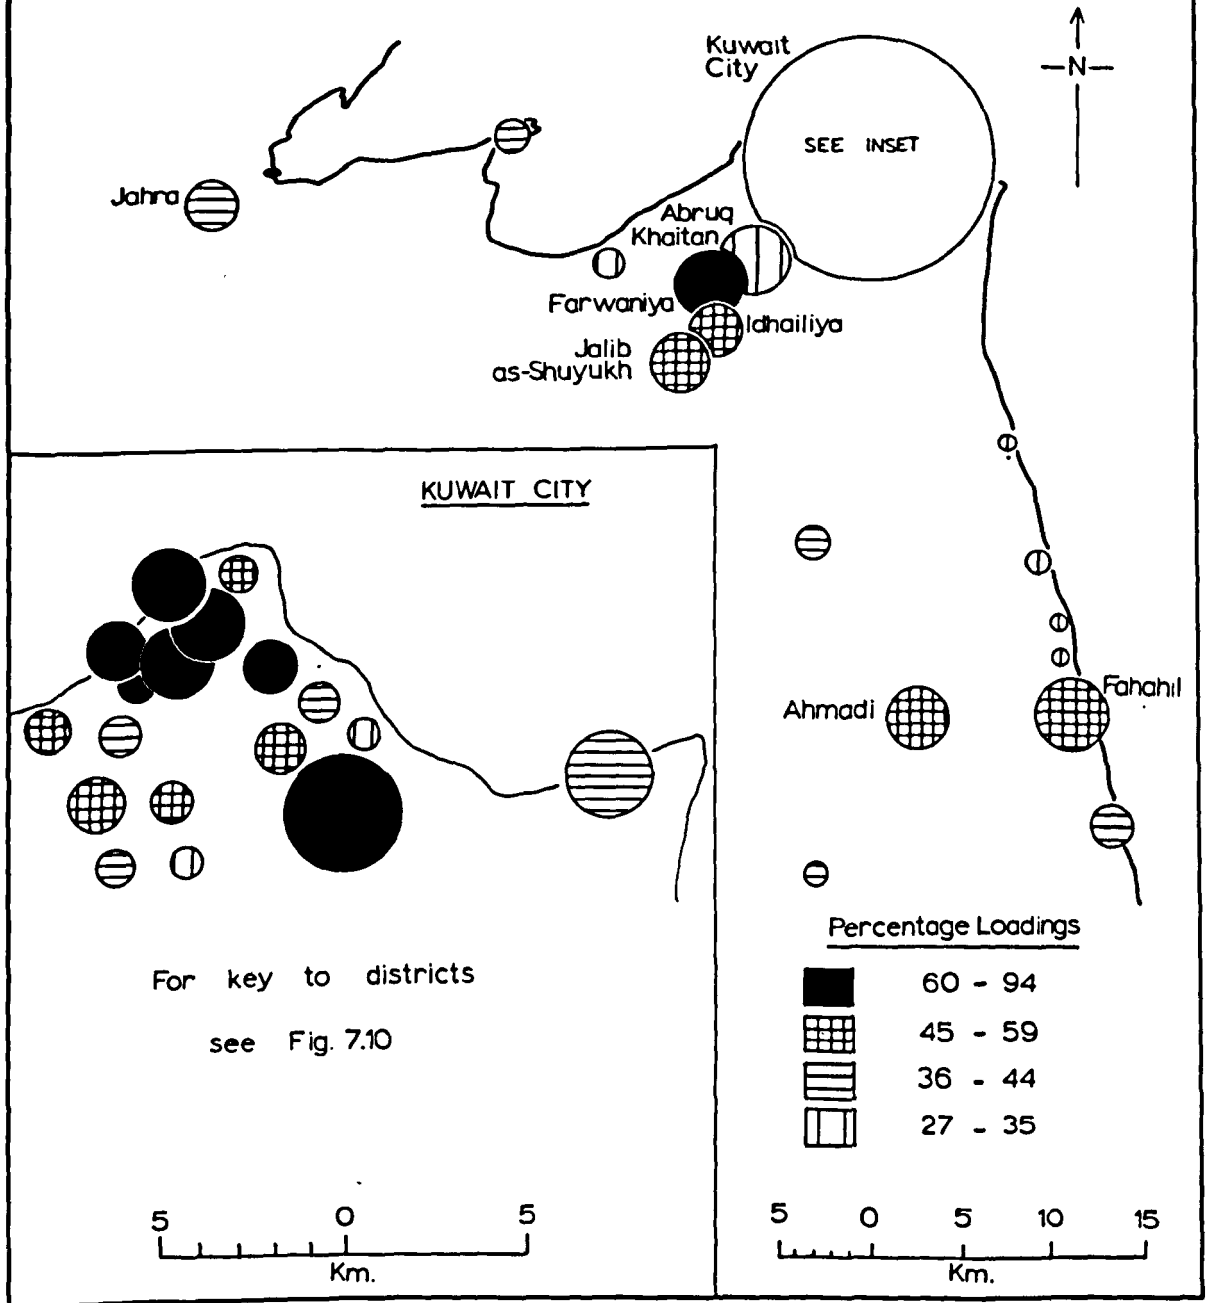 Kuwait
City
N
SEE INSET
Jahra
Abruq
Khaitan
Farwaniya
Idhailiya
Jalib
as-Shuyukh
KUWAIT CITY
Ahmadi
Fahahil
For key to districts
see Fig. 7.10
Percentage Loadings
60 - 94
45 - 59
36 - 44
27 - 35
5 0 5
Km.
5 0 5 10 15
Km.